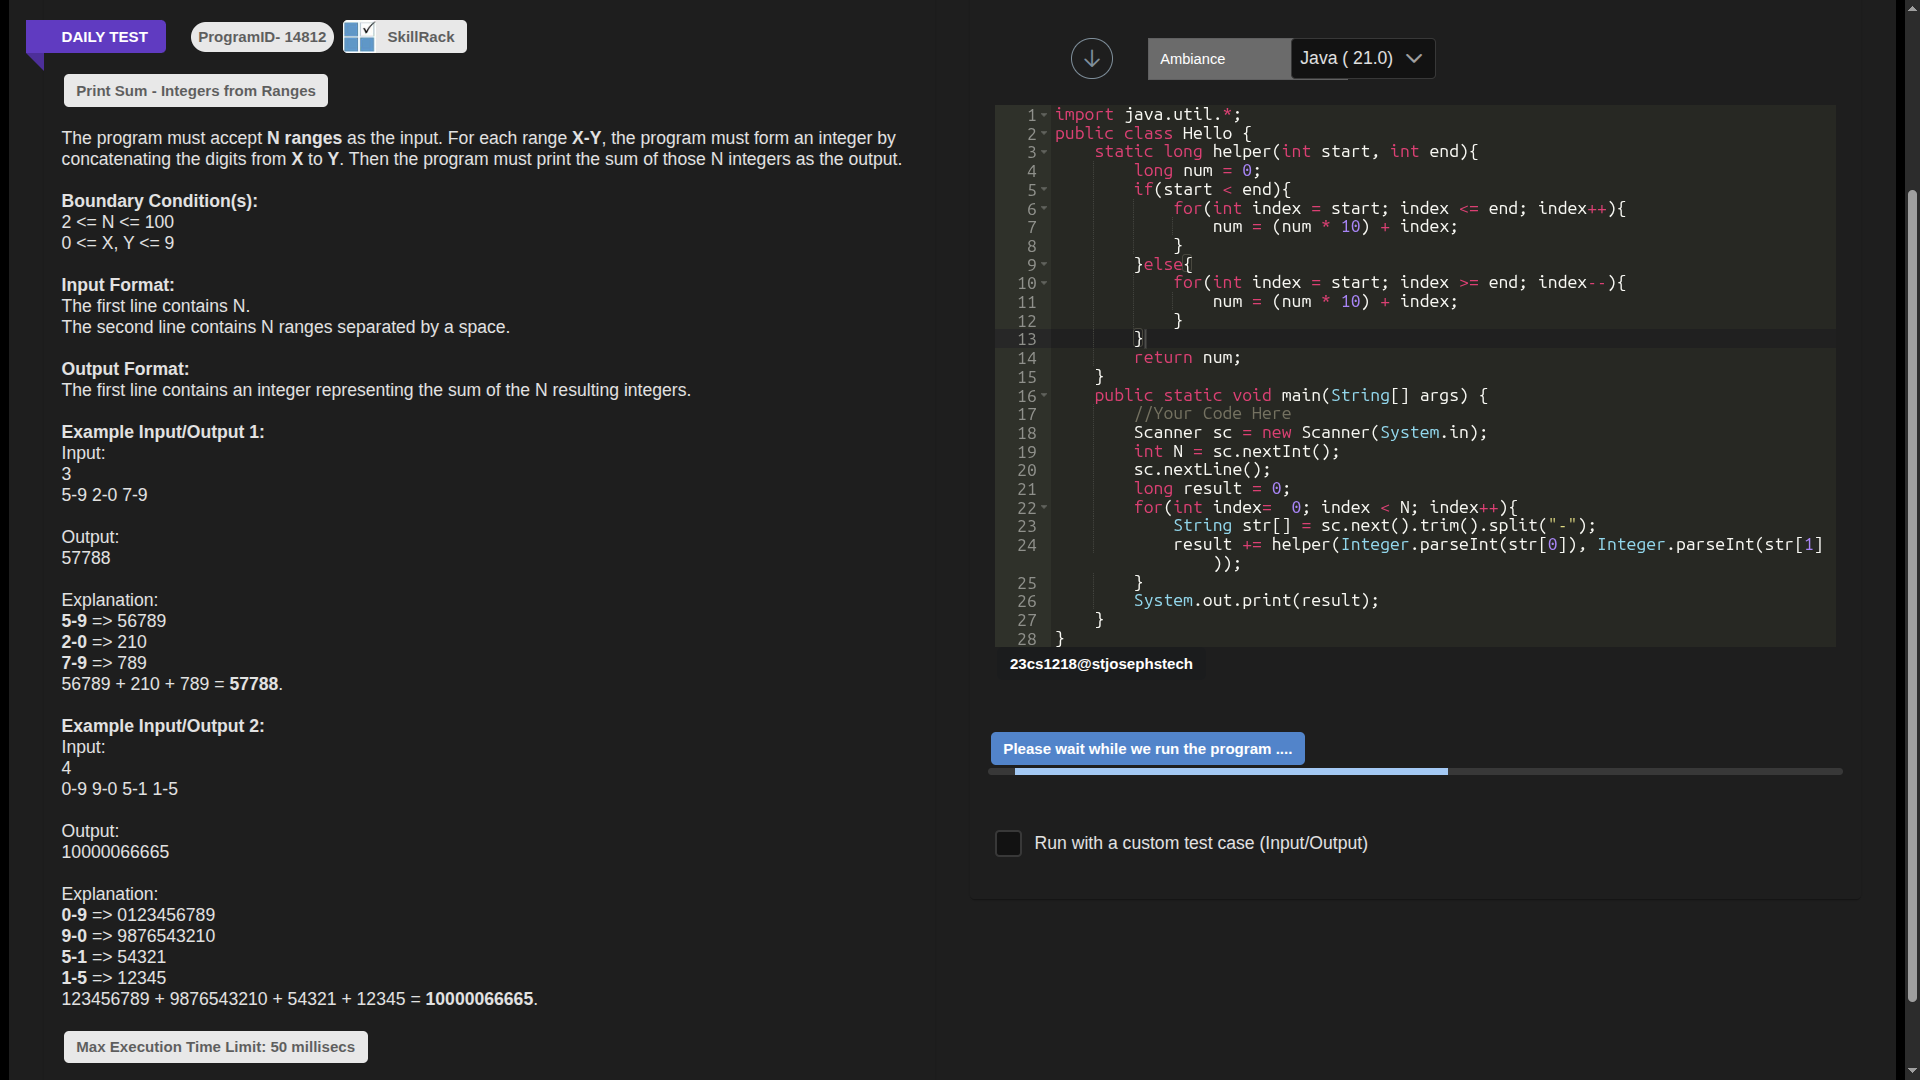 DAILY TEST
ProgramID- 14812
SkillRack
Print Sum - Integers from Ranges
The program must accept N ranges as the input. For each range X-Y, the program must form an integer by
concatenating the digits from X to Y. Then the program must print the sum of those N integers as the output.
Boundary Condition(s):
2 <= N <= 100
0 <= X, Y <= 9
Input Format:
The first line contains N.
The second line contains N ranges separated by a space.
Output Format:
The first line contains an integer representing the sum of the N resulting integers.
Example Input/Output 1:
Input:
3
5-9 2-0 7-9
Output:
57788
Explanation:
5-9 => 56789
2-0 => 210
7-9 => 789
56789 + 210 + 789 = 57788.
Example Input/Output 2:
Input:
4
0-9 9-0 5-1 1-5
Output:
10000066665
Explanation:
0-9 => 0123456789
9-0 => 9876543210
5-1 => 54321
1-5 => 12345
123456789 + 9876543210 + 54321 + 12345 = 10000066665.
Max Execution Time Limit: 50 millisecs
Ambiance
Java ( 21.0)
1 import java.util.*;
2 public class Hello {
3     static long helper(int start, int end){
4         long num = 0;
5         if(start < end){
6             for(int index = start; index <= end; index++){
7                 num = (num * 10) + index;
8             }
9         }else{
10             for(int index = start; index >= end; index--){
11                 num = (num * 10) + index;
12             }
13         }
14         return num;
15     }
16     public static void main(String[] args) {
17         //Your Code Here
18         Scanner sc = new Scanner(System.in);
19         int N = sc.nextInt();
20         sc.nextLine();
21         long result = 0;
22         for(int index=  0; index < N; index++){
23             String str[] = sc.next().trim().split("-");
24             result += helper(Integer.parseInt(str[0]), Integer.parseInt(str[1]
));
25         }
26         System.out.print(result);
27     }
28 }
23cs1218@stjosephstech
Please wait while we run the program ....
Run with a custom test case (Input/Output)